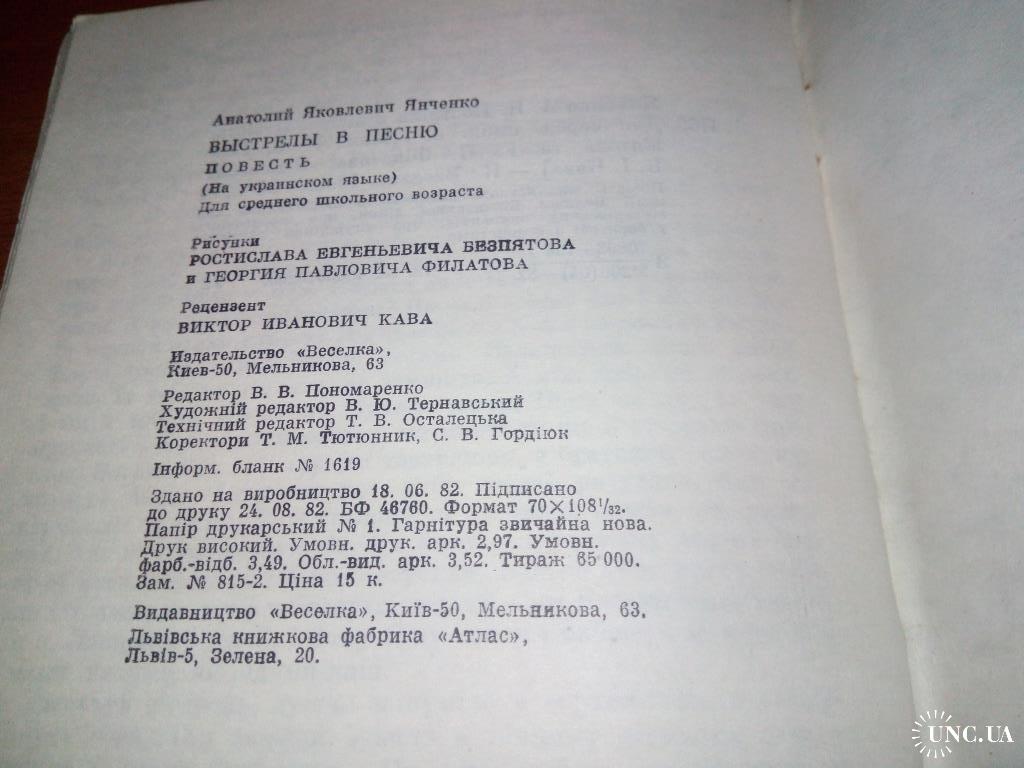 Анатолий Яковлевич Янченко
ВЫСТРЕЛЫ В ПЕСНЮ
ПОВЕСТЬ
(На украинском языке)
Для среднего школьного возраста
Рисунки
РОСТИСЛАВА ЕВГЕНЬЕВИЧА БЕЗПЯТОВА
и ГЕОРГИЯ ПАВЛОВИЧА ФИЛАТОВА
Рецензент
ВИКТОР ИВАНОВИЧ КАВА
Издательство «Веселка»,
Киев-50, Мельникова, 63
Редактор В. В. Пономаренко
Художній редактор В. Ю. Тернавський
Технічний редактор Т. В. Осталецька
Коректори Т. М. Тютюнник, С. В. Гордіюк
Інформ. бланк № 1619
Здано на виробництво 18. 06. 82. Підписано
до друку 24. 08. 82. БФ 46760. Формат 70×108 1/32.
Папір друкарський № 1. Гарнітура звичайна нова.
Друк високий. Умовн. друк. арк. 2,97. Умовн.
фарб.-відб. 3,49. Обл.-вид. арк. 3,52. Тираж 65 000.
Зам. № 815-2. Ціна 15 к.
Видавництво «Веселка», Київ-50, Мельникова, 63.
Львівська книжкова фабрика «Атлас»,
Львів-5, Зелена, 20.
UNC.UA